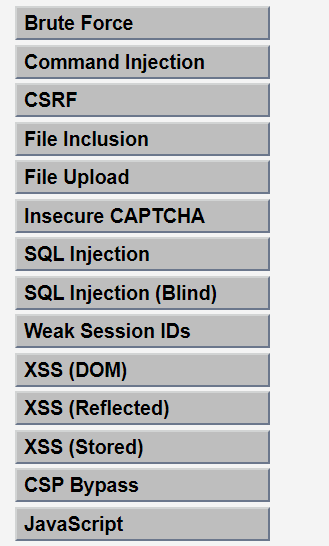 Brute Force
Command Injection
CSRF
File Inclusion
File Upload
Insecure CAPTCHA
SQL Injection
SQL Injection (Blind)
Weak Session IDs
XSS (DOM)
XSS (Reflected)
XSS (Stored)
CSP Bypass
JavaScript